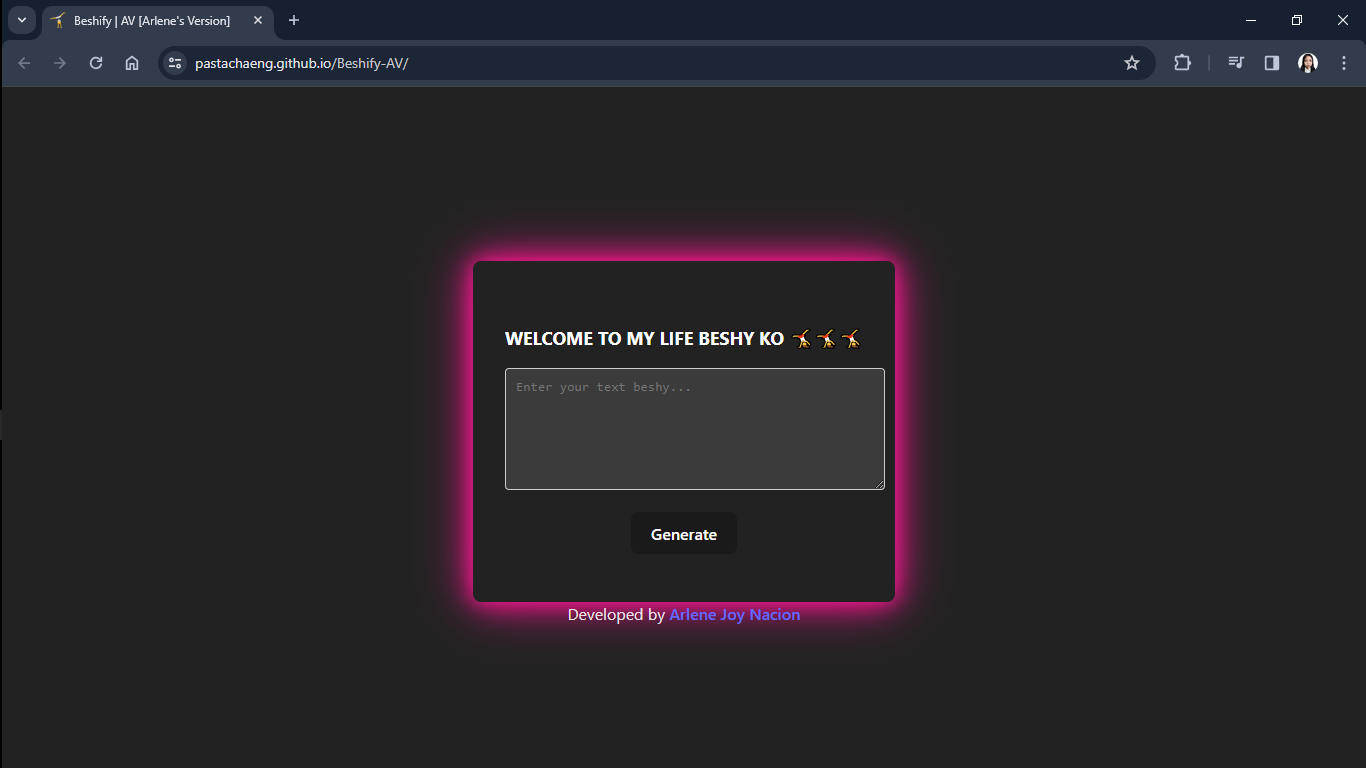 Beshify | AV [Arlene's Version]
pastachaeng.github.io/Beshify-AV/
WELCOME TO MY LIFE BESHY KO 🤸🤸🤸
Enter your text beshy...
Generate
Developed by Arlene Joy Nacion